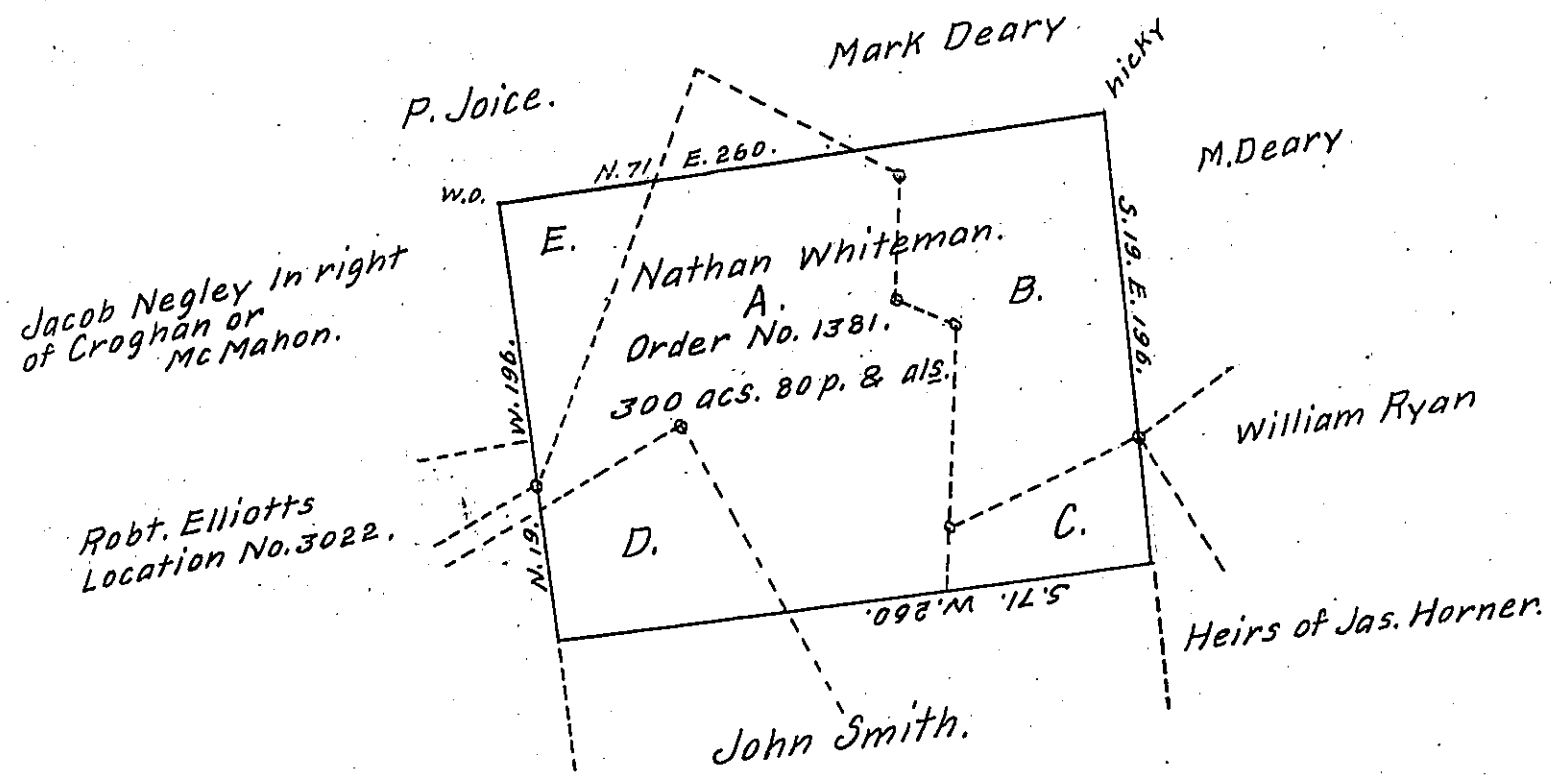 Mark Deary
hicky
P. Joice.
M. Deary
N. 71 E. 260.
W.O.
E.
Nathan Whiteman.
A.
Order No. 1381.
300 acs. 80 p. & als.
B.
S. 19. E. 196.
Jacob Negley In right
of Croghan or
McMahon.
N. 19. W. 196.
William Ryan
Robt. Elliotts
Location No. 3022.
D.
C.
S. 71. W. 260.
Heirs of Jas. Horner.
John Smith.